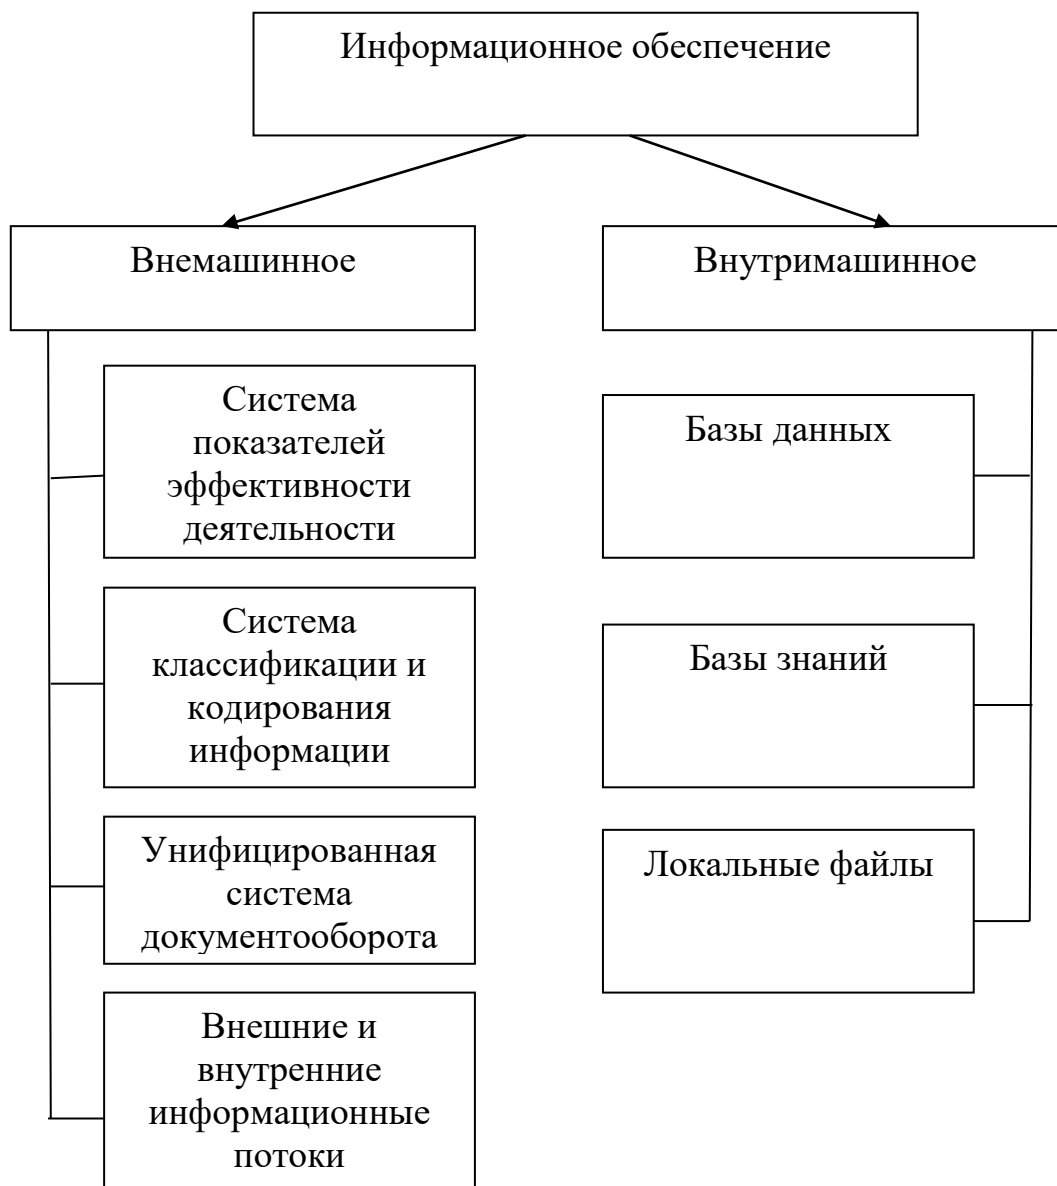 Информационное обеспечение
Внемашинное
Внутримашинное
Система
показателей
эффективности
деятельности
Базы данных
Система
классификации и
кодирования
информации
Базы знаний
Унифицированная
система
документооборота
Локальные файлы
Внешние и
внутренние
информационные
потоки